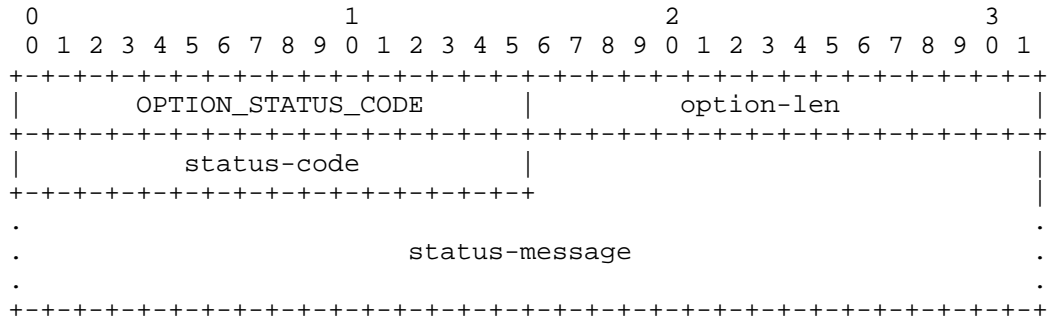 0                   1                   2                   3
 0 1 2 3 4 5 6 7 8 9 0 1 2 3 4 5 6 7 8 9 0 1 2 3 4 5 6 7 8 9 0 1
+-+-+-+-+-+-+-+-+-+-+-+-+-+-+-+-+-+-+-+-+-+-+-+-+-+-+-+-+-+-+-+-+
|       OPTION_STATUS_CODE      |         option-len            |
+-+-+-+-+-+-+-+-+-+-+-+-+-+-+-+-+-+-+-+-+-+-+-+-+-+-+-+-+-+-+-+-+
|          status-code          |                               |
+-+-+-+-+-+-+-+-+-+-+-+-+-+-+-+-+                               |
.                                                               .
.                        status-message                         .
.                                                               .
+-+-+-+-+-+-+-+-+-+-+-+-+-+-+-+-+-+-+-+-+-+-+-+-+-+-+-+-+-+-+-+-+